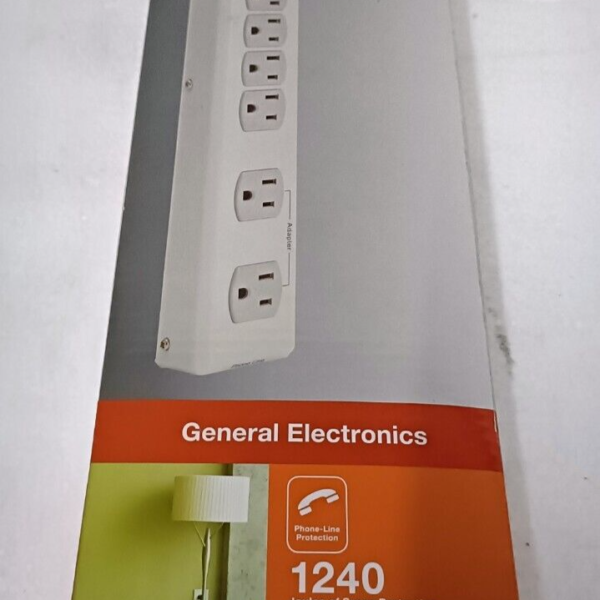 Adapter
General Electronics
Phone-Line
Protection
1240